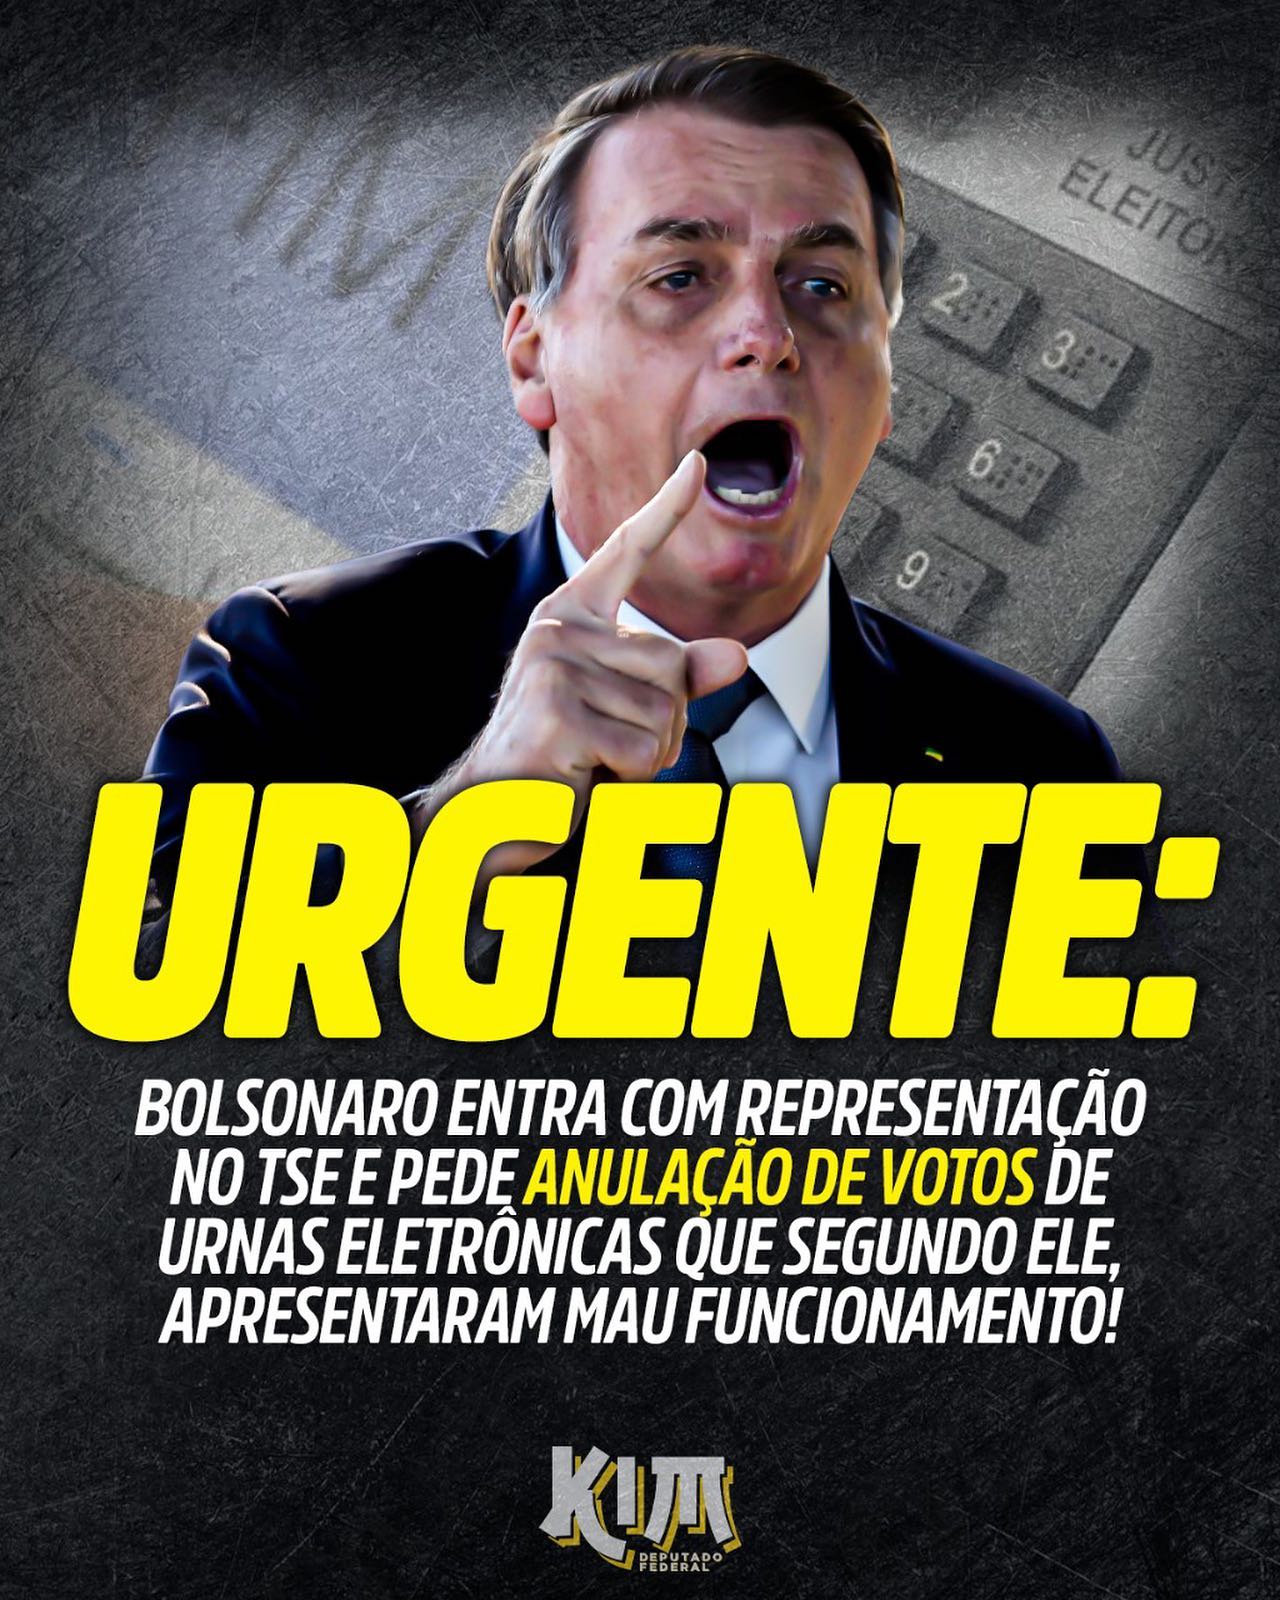 JUST
ELEITOR
2
3
6
9
URGENTE:
BOLSONARO ENTRA COM REPRESENTAÇÃO
NO TSE E PEDE ANULAÇÃO DE VOTOS DE
URNAS ELETRÔNICAS QUE SEGUNDO ELE,
APRESENTARAM MAU FUNCIONAMENTO!
KIM
DEPUTADO
FEDERAL